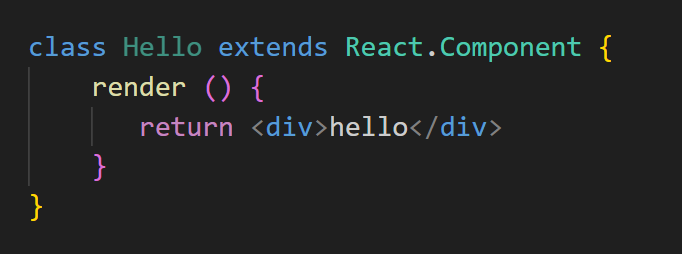 class Hello extends React.Component {
    render () {
       return <div>hello</div>
    }
}